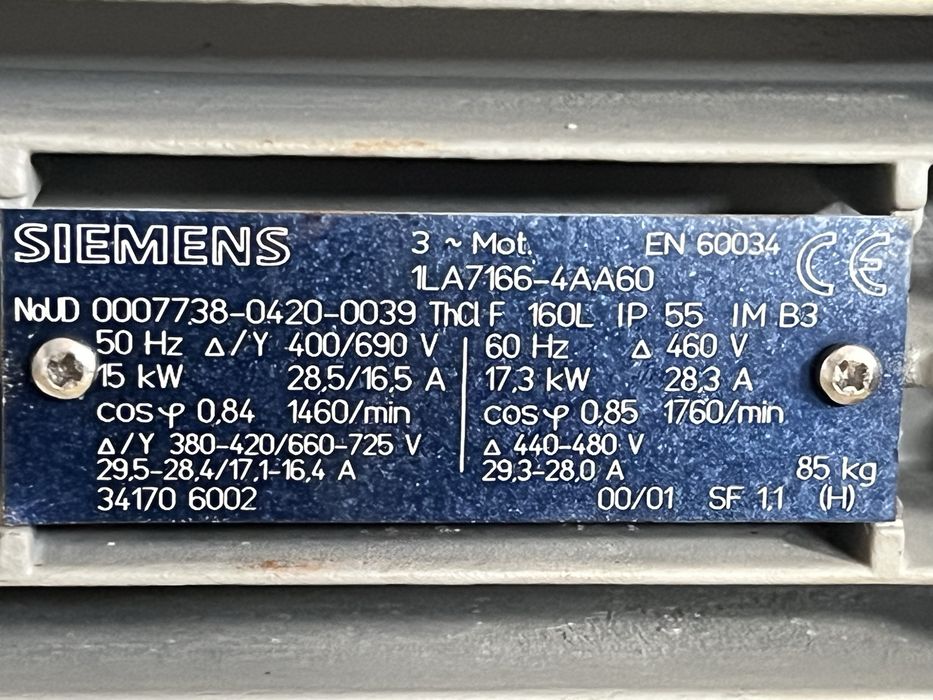 SIEMENS 3 ~ Mot. EN 60034 CE
1LA7166-4AA60
NoUD 0007738-0420-0039 ThCl F 160L IP 55 IM B3
50 Hz Δ/Y 400/690 V 60 Hz Δ 460 V
15 kW 28,5/16,5 A 17,3 kW 28,3 A
cosφ 0,84 1460/min cosφ 0,85 1760/min
Δ/Y 380-420/660-725 V Δ 440-480 V
29,5-28,4/17,1-16,4 A 29,3-28,0 A 85 kg
34170 6002 00/01 SF 1,1 (H)